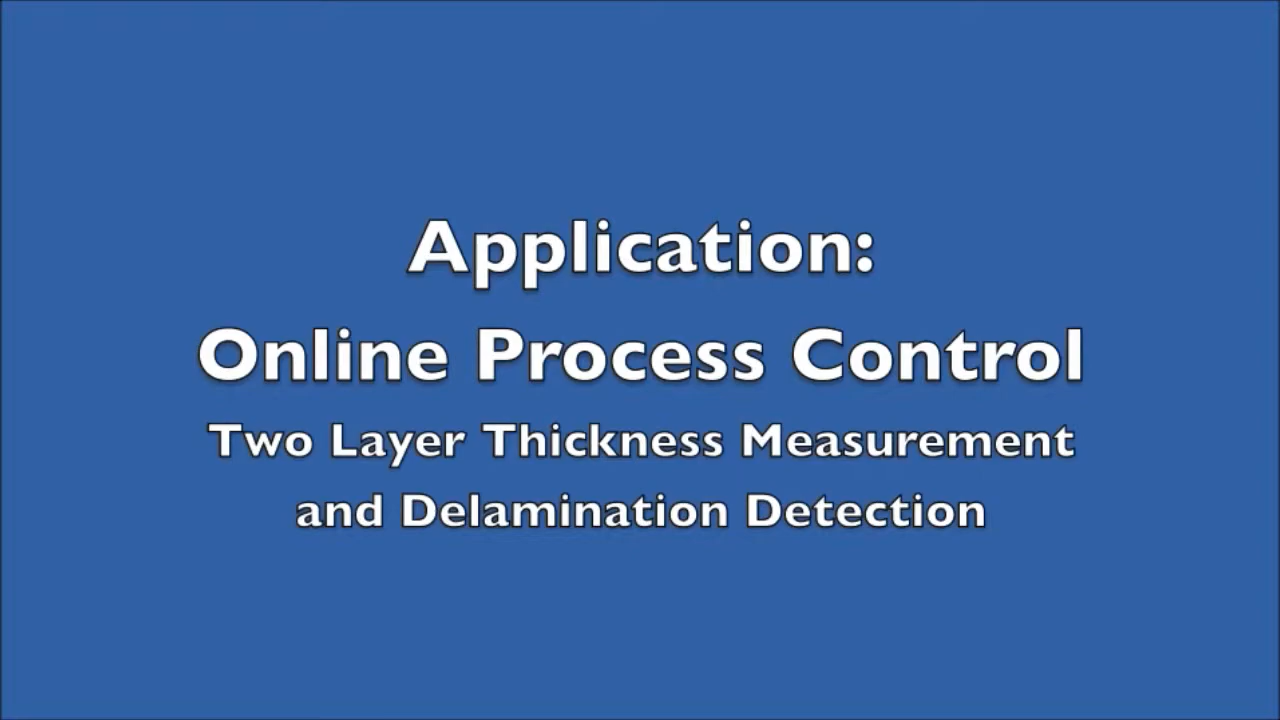 Application:
Online Process Control
Two Layer Thickness Measurement
and Delamination Detection